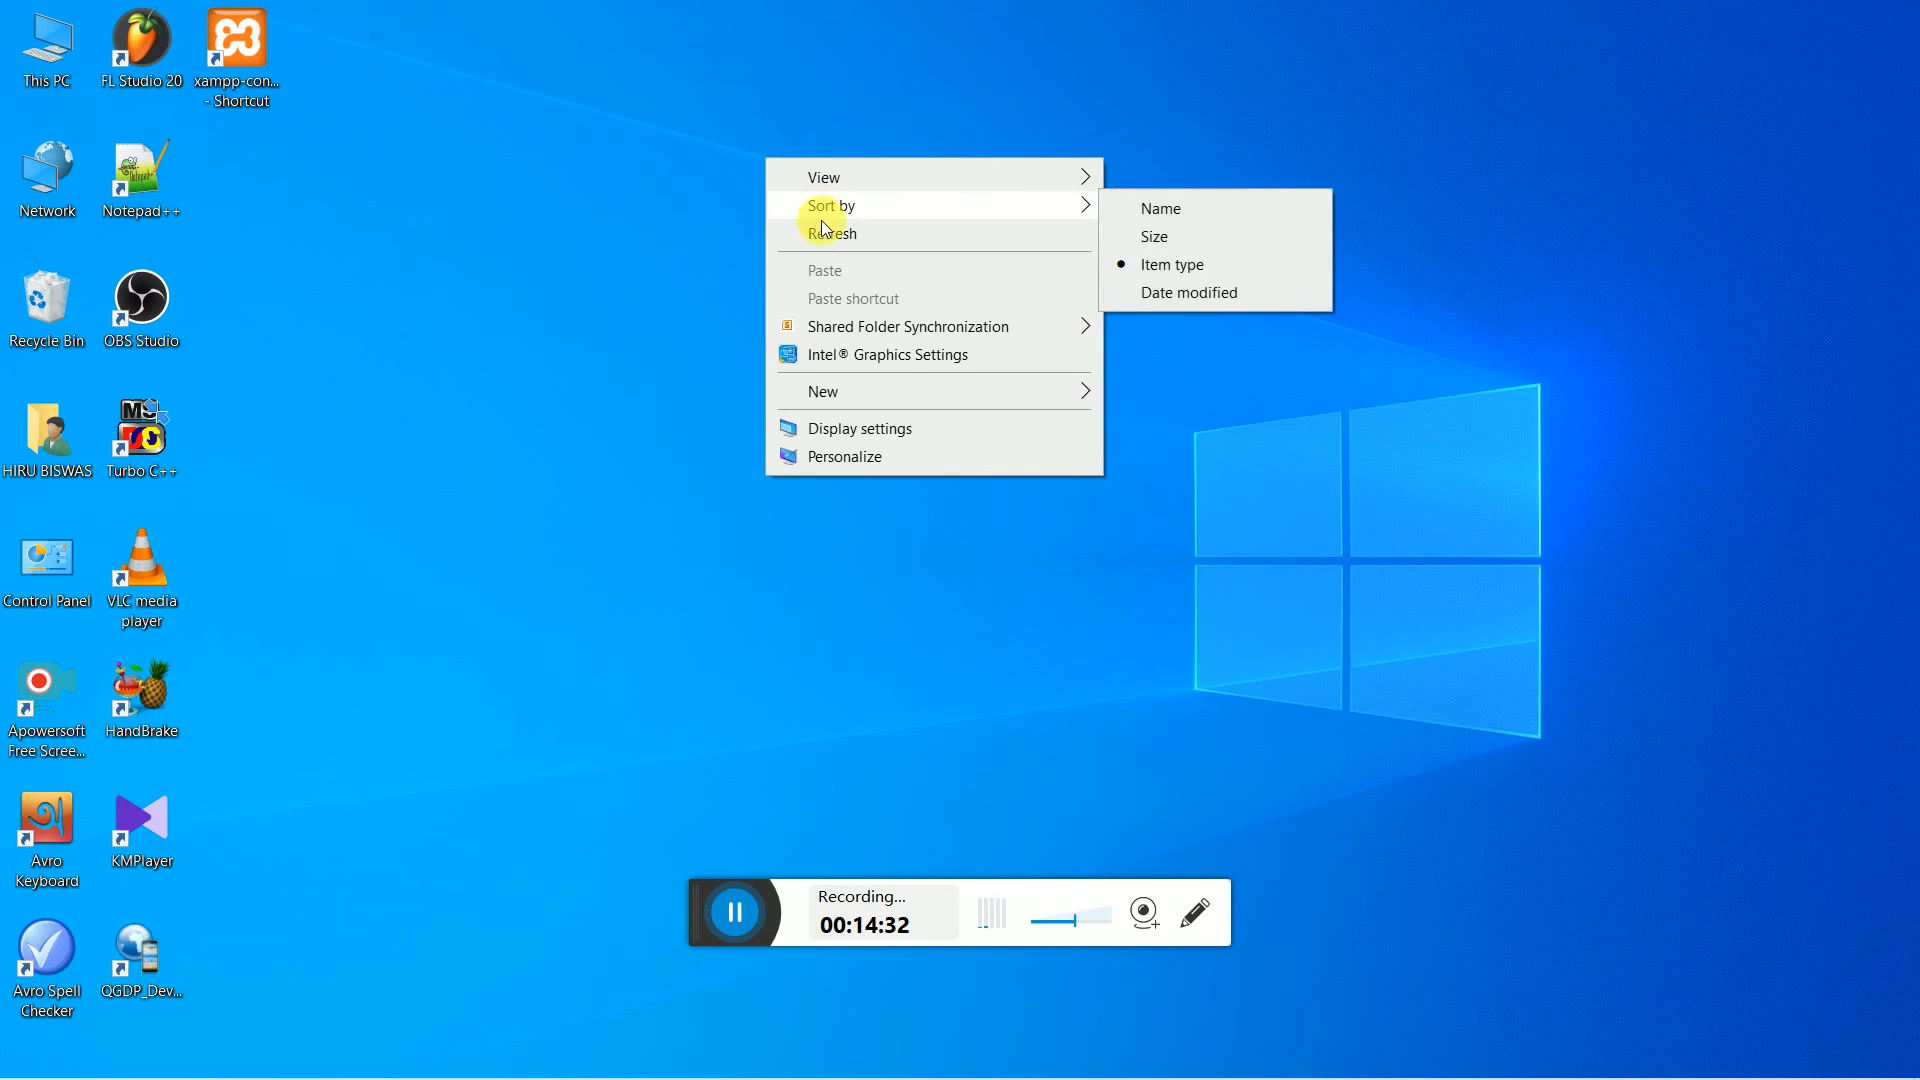 This PC
FL Studio 20
xampp-con...
- Shortcut
Network
Notepad++
Recycle Bin
OBS Studio
HIRU BISWAS
Turbo C++
Control Panel
VLC media
player
Apowersoft
Free Scree...
HandBrake
Avro
Keyboard
KMPlayer
Avro Spell
Checker
QGDP_Dev...
View
Sort by
Refresh
Paste
Paste shortcut
Shared Folder Synchronization
Intel® Graphics Settings
New
Display settings
Personalize
Name
Size
Item type
Date modified
Recording...
00:14:32